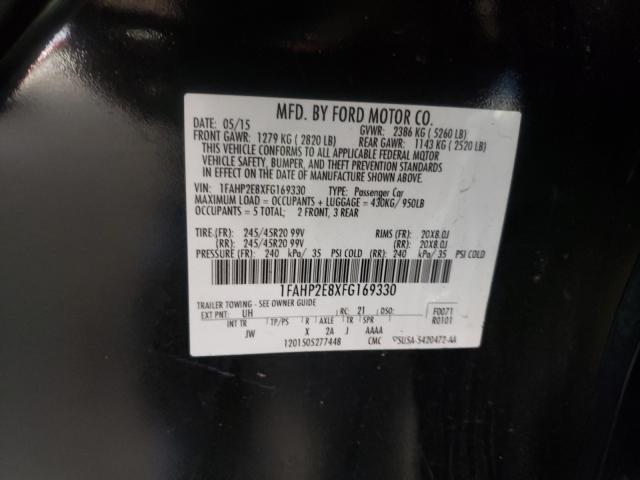 MFD. BY FORD MOTOR CO.
DATE: 05/15 GVWR: 2386 KG ( 5260 LB)
FRONT GAWR: 1279 KG ( 2820 LB) REAR GAWR: 1143 KG ( 2520 LB)
THIS VEHICLE CONFORMS TO ALL APPLICABLE FEDERAL MOTOR
VEHICLE SAFETY, BUMPER, AND THEFT PREVENTION STANDARDS
IN EFFECT ON THE DATE OF MANUFACTURE SHOWN ABOVE.
VIN: 1FAHP2E8XFG169330 TYPE: Passenger Car
MAXIMUM LOAD = OCCUPANTS + LUGGAGE = 430KG/ 950LB
OCCUPANTS = 5 TOTAL; 2 FRONT, 3 REAR
TIRE:(FR): 245/45R20 99V RIMS:(FR): 20X8.0J
(RR): 245/45R20 99V (RR): 20X8.0J
PRESSURE:(FR): 240 kPa/ 35 PSI COLD (RR): 240 kPa/ 35 PSI COLD
1FAHP2E8XFG169330
TRAILER TOWING - SEE OWNER GUIDE
EXT PNT: UH RC: 21 DSO: F0071
INT TR TP/PS R AXLE TR SPR R0101
JW X 2A J AAAA
1201505277448 CMC 5U5A-5420472-AA